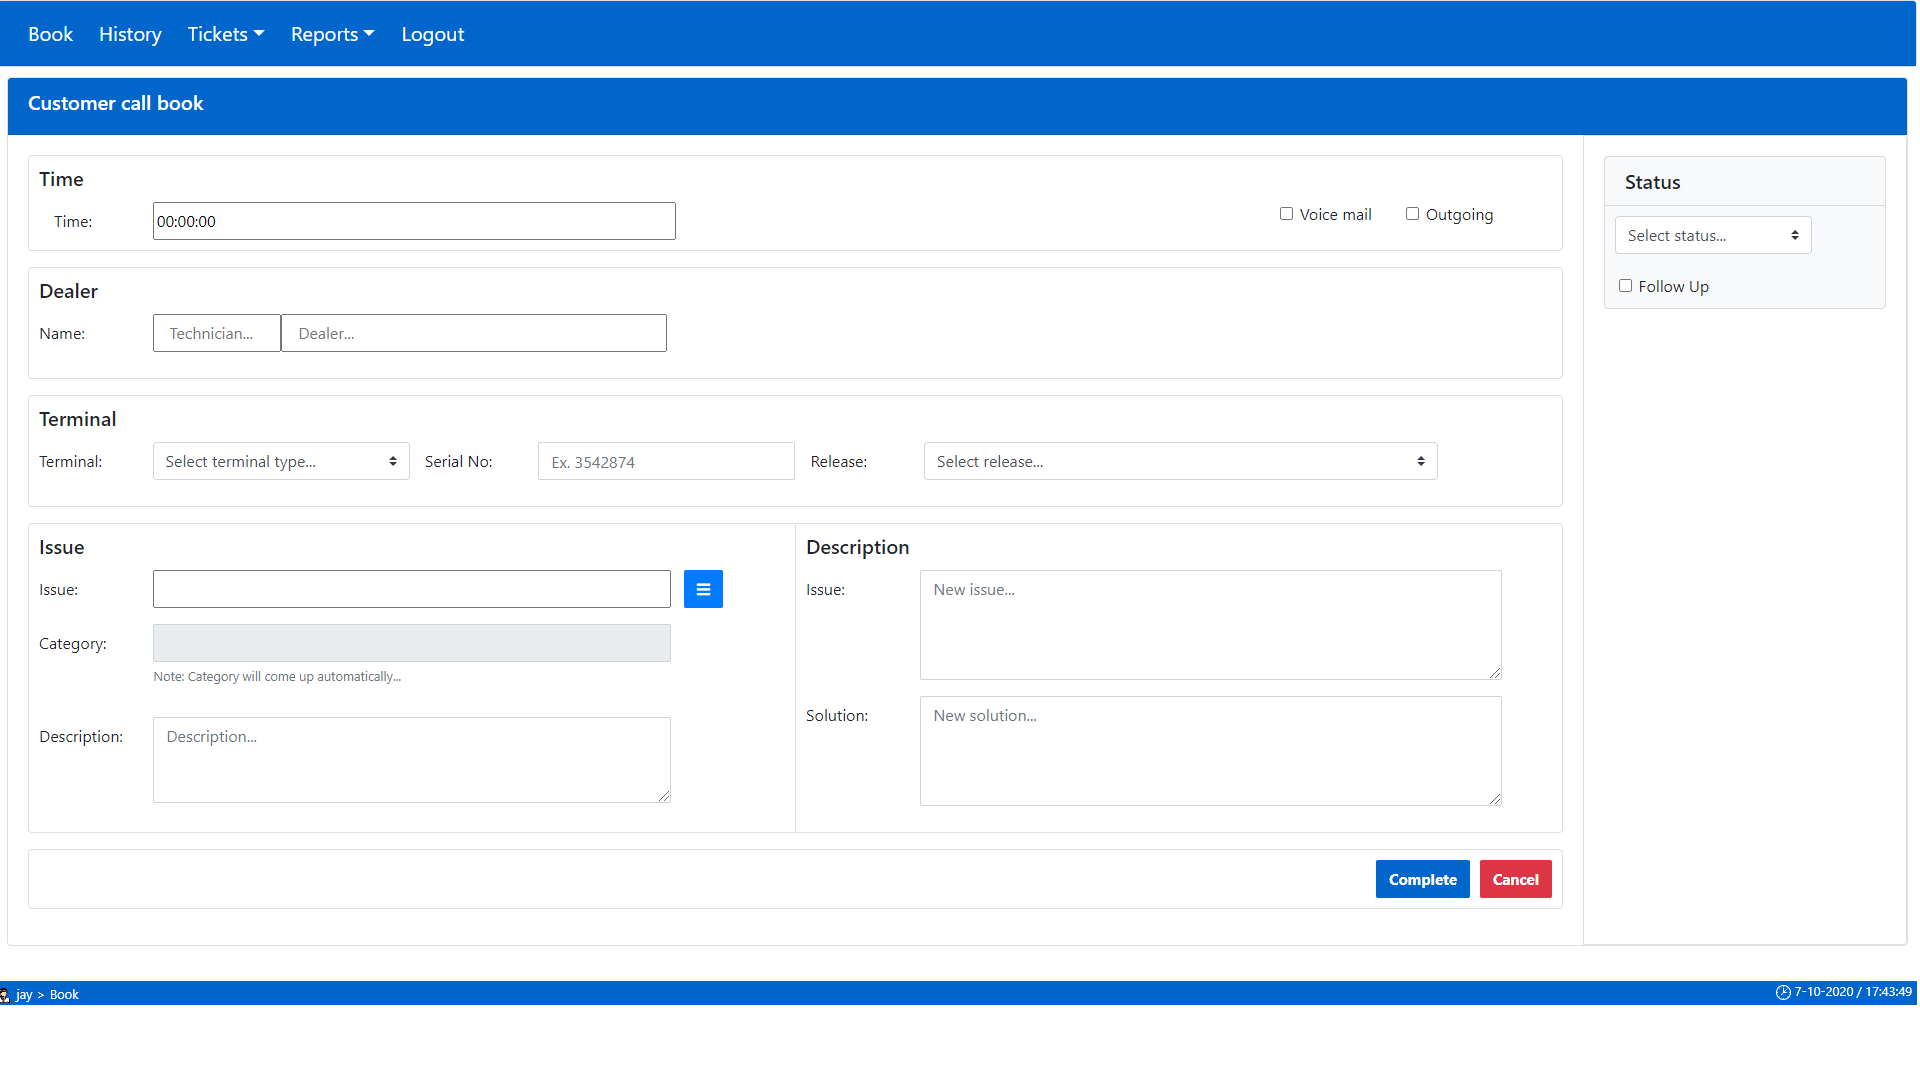 Book History Tickets Reports Logout
Customer call book
Time
Time: 00:00:00 Voice mail Outgoing
Status
Select status...
Follow Up
Dealer
Name: Technician... Dealer...
Terminal
Terminal: Select terminal type... Serial No: Ex. 3542874 Release: Select release...
Issue
Issue:
Category:
Note: Category will come up automatically...
Description: Description...
Description
Issue: New issue...
Solution: New solution...
Complete Cancel
jay > Book
7-10-2020 / 17:43:49